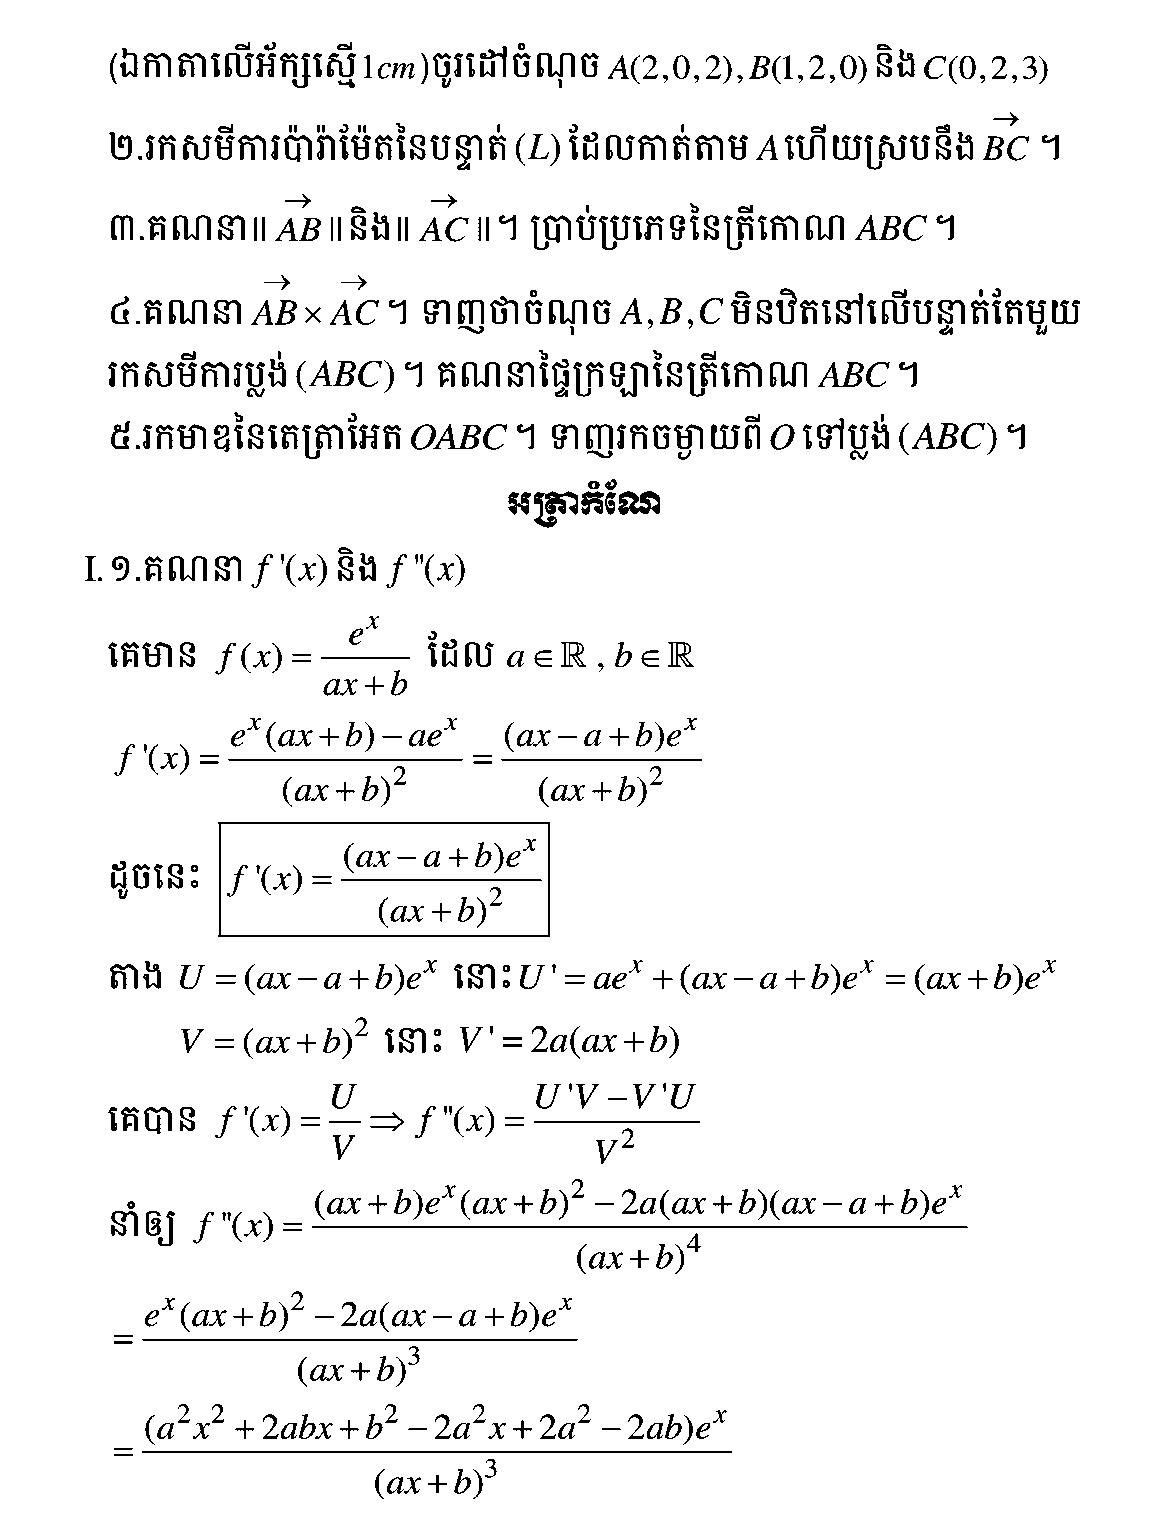 (ឯកតាលើអ័ក្សស្មើ 1cm)ចូរដៅចំណុច A(2,0,2), B(1,2,0) និង C(0,2,3)
២.រកសមីការប៉ារ៉ាម៉ែតនៃបន្ទាត់ (L) ដែលកាត់តាម A ហើយស្របនឹង \overrightarrow{BC} ។
៣.គណនា || \overrightarrow{AB} || និង || \overrightarrow{AC} || ។ ប្រាប់ប្រភេទនៃត្រីកោណ ABC ។
៤.គណនា \overrightarrow{AB} × \overrightarrow{AC} ។ ទាញថាចំណុច A, B, C មិនឋិតនៅលើបន្ទាត់តែមួយ
រកសមីការប្លង់ (ABC) ។ គណនាផ្ទៃក្រឡានៃត្រីកោណ ABC ។
៥.រកមាឌនៃតេត្រាអែត OABC ។ ទាញរកចម្ងាយពី O ទៅប្លង់ (ABC) ។
អត្រាកំណែ
I. ១.គណនា f '(x) និង f ''(x)
គេមាន f(x) = \frac{e^x}{ax+b} ដែល a ∈ ℝ , b ∈ ℝ
f '(x) = \frac{e^x(ax+b) − ae^x}{(ax+b)^2} = \frac{(ax−a+b)e^x}{(ax+b)^2}
ដូចនេះ f '(x) = \frac{(ax−a+b)e^x}{(ax+b)^2}
តាង U = (ax−a+b)e^x នោះ U ' = ae^x + (ax−a+b)e^x = (ax+b)e^x
V = (ax+b)^2 នោះ V ' = 2a(ax+b)
គេបាន f '(x) = \frac{U}{V} ⇒ f ''(x) = \frac{U 'V − V 'U}{V^2}
នាំឲ្យ f ''(x) = \frac{(ax+b)e^x(ax+b)^2 − 2a(ax+b)(ax−a+b)e^x}{(ax+b)^4}
= \frac{e^x(ax+b)^2 − 2a(ax−a+b)e^x}{(ax+b)^3}
= \frac{(a^2x^2 + 2abx + b^2 − 2a^2x + 2a^2 − 2ab)e^x}{(ax+b)^3}